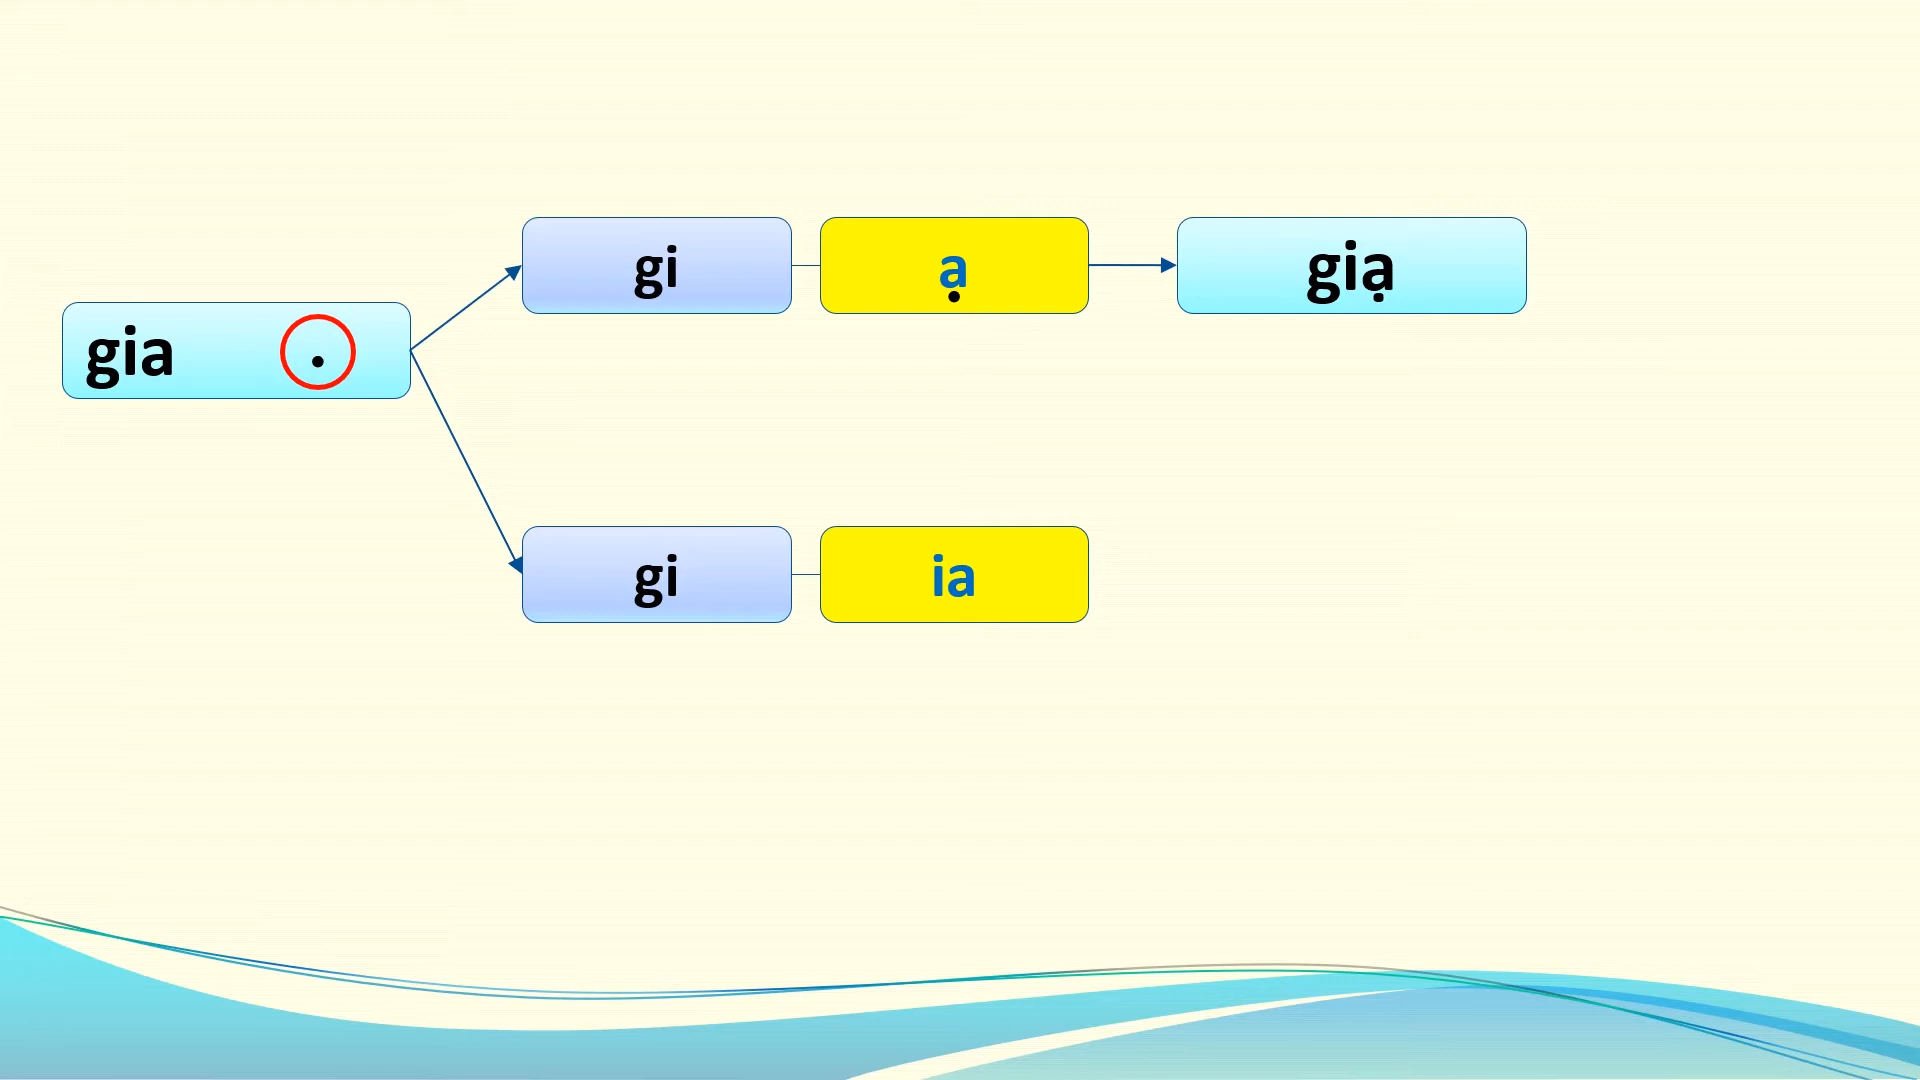 gi ạ giạ
gia .
gi ia